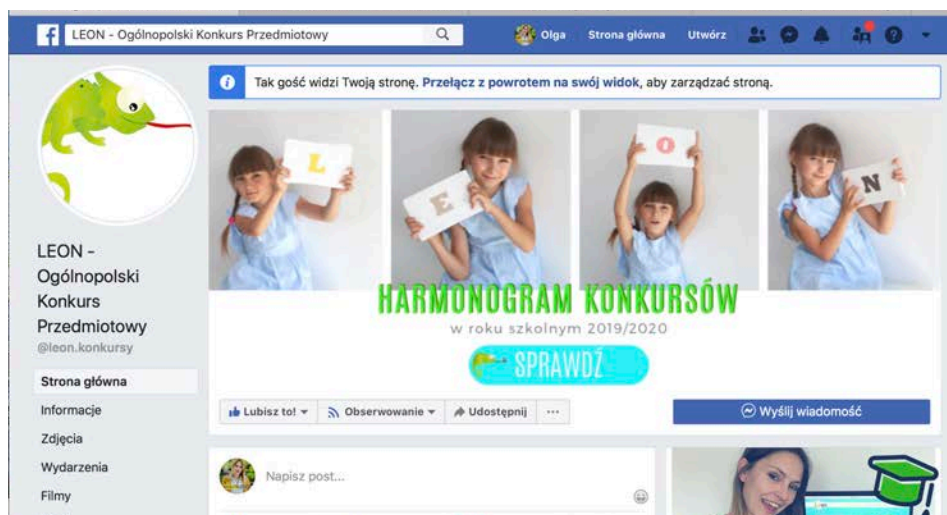 LEON - Ogólnopolski Konkurs Przedmiotowy
Olga
Strona główna
Utwórz
Tak gość widzi Twoją stronę. Przełącz z powrotem na swój widok, aby zarządzać stroną.
L
E
O
N
HARMONOGRAM KONKURSÓW
w roku szkolnym 2019/2020
SPRAWDŹ
LEON -
Ogólnopolski
Konkurs
Przedmiotowy
@leon.konkursy
Strona główna
Informacje
Zdjęcia
Wydarzenia
Filmy
Lubisz to!
Obserwowanie
Udostępnij
Wyślij wiadomość
Napisz post...